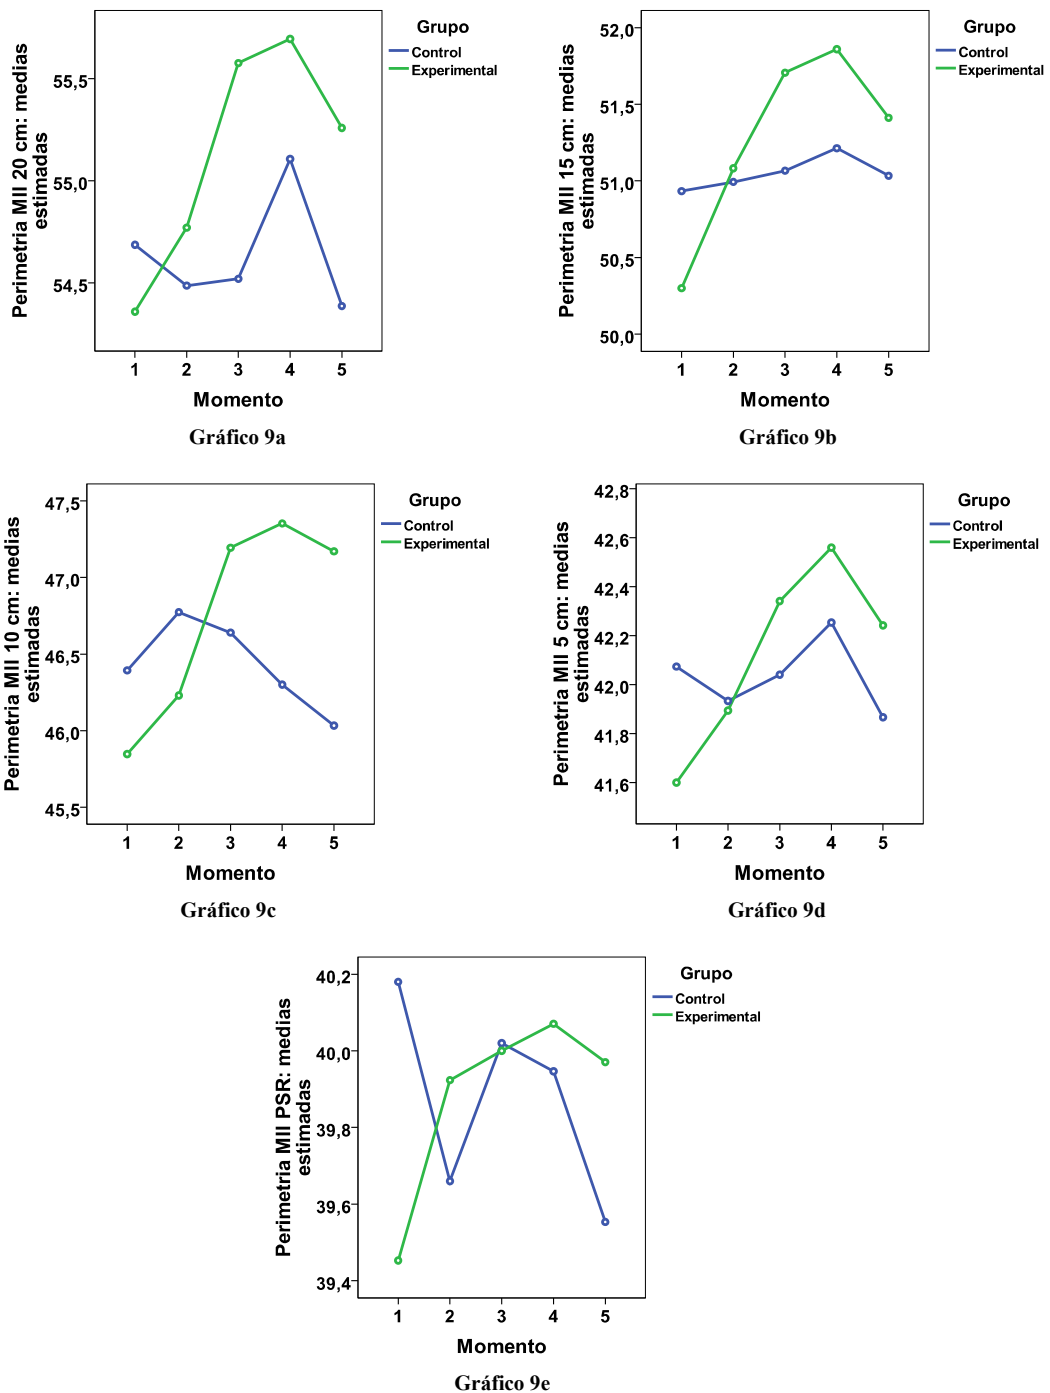 Perimetria MII 20 cm: medias
estimadas
55,5
55,0
54,5
1 2 3 4 5
Momento
Grupo
Control
Experimental
Gráfico 9a
Perimetria MII 15 cm: medias
estimadas
52,0
51,5
51,0
50,5
50,0
1 2 3 4 5
Momento
Grupo
Control
Experimental
Gráfico 9b
Perimetria MII 10 cm: medias
estimadas
47,5
47,0
46,5
46,0
45,5
1 2 3 4 5
Momento
Grupo
Control
Experimental
Gráfico 9c
Perimetria MII 5 cm: medias
estimadas
42,8
42,6
42,4
42,2
42,0
41,8
41,6
1 2 3 4 5
Momento
Grupo
Control
Experimental
Gráfico 9d
Perimetria MII PSR: medias
estimadas
40,2
40,0
39,8
39,6
39,4
1 2 3 4 5
Momento
Grupo
Control
Experimental
Gráfico 9e